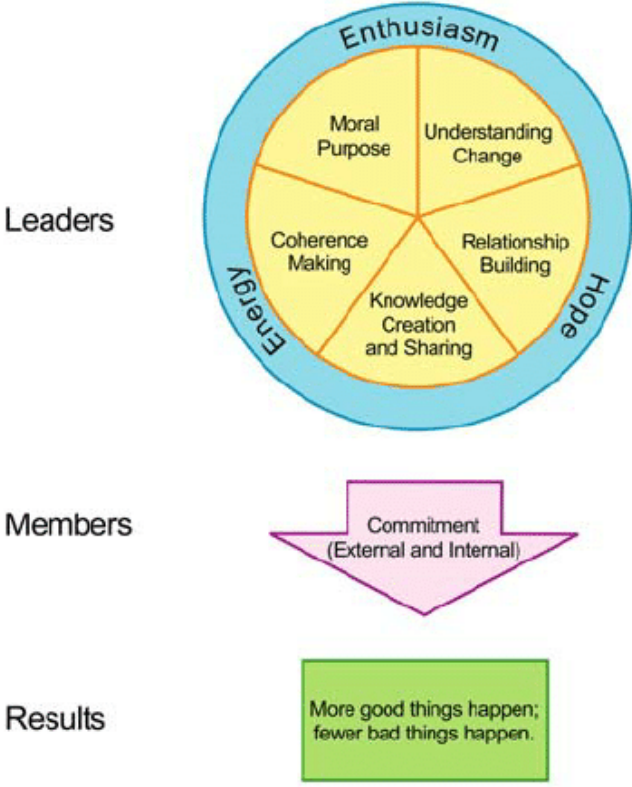 Enthusiasm
Moral
Purpose
Understanding
Change
Leaders
Coherence
Making
Relationship
Building
Energy
Hope
Knowledge
Creation
and Sharing
Members
Commitment
(External and Internal)
Results
More good things happen;
fewer bad things happen.